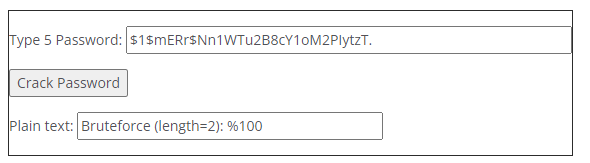 Type 5 Password: $1$mERr$Nn1WTu2B8cY1oM2PIytzT.
Crack Password
Plain text: Bruteforce (length=2): %100